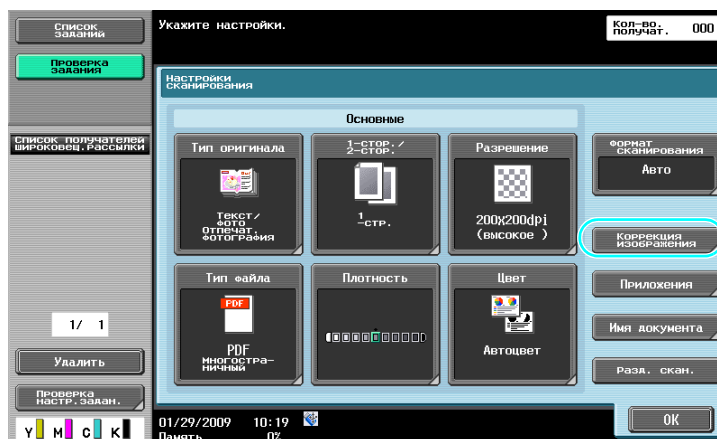 Список
заданий
Проверка
задания
Список получателей
широковец.рассылки
1/ 1
Удалить
Проверка
настр.задан.
Y M C K
Укажите настройки.
Кол-во.
получат. 000
Настройки
сканирования
Основные
Тип оригинала
Текст/
фото
Отпечат.
фотография
1-стор./
2-стор.
1
-стр.
Разрешение
200x200dpi
(высокое )
Тип файла
PDF
PDF
Многостра-
ничный
Плотность
Цвет
Автоцвет
Формат
сканирования
Авто
Коррекция
изображения
Приложения
Имя документа
Разд. скан.
01/29/2009 10:19
Память 0%
OK